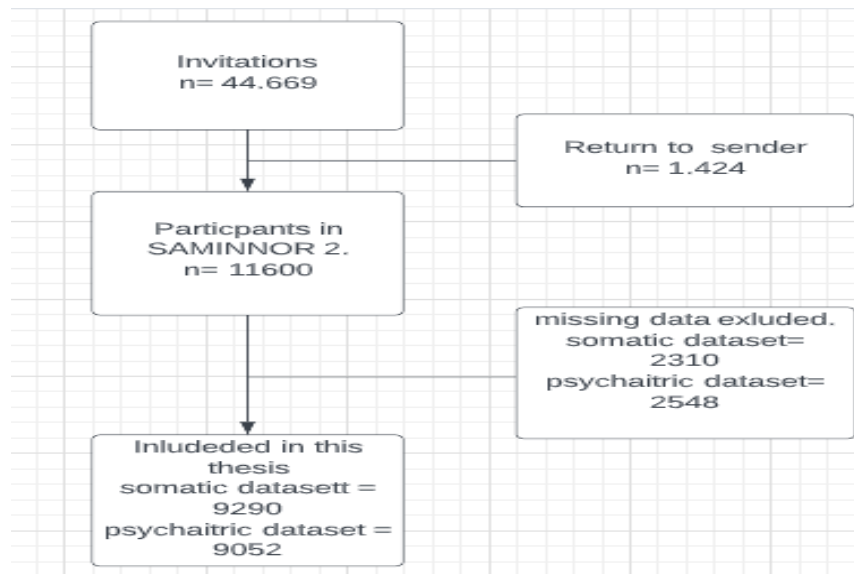 Invitations
n= 44.669
Return to sender
n= 1.424
Particpants in
SAMINNOR 2.
n= 11600
missing data exluded.
somatic dataset=
2310
psychaitric dataset=
2548
Inludeded in this
thesis
somatic datasett =
9290
psychaitric dataset =
9052